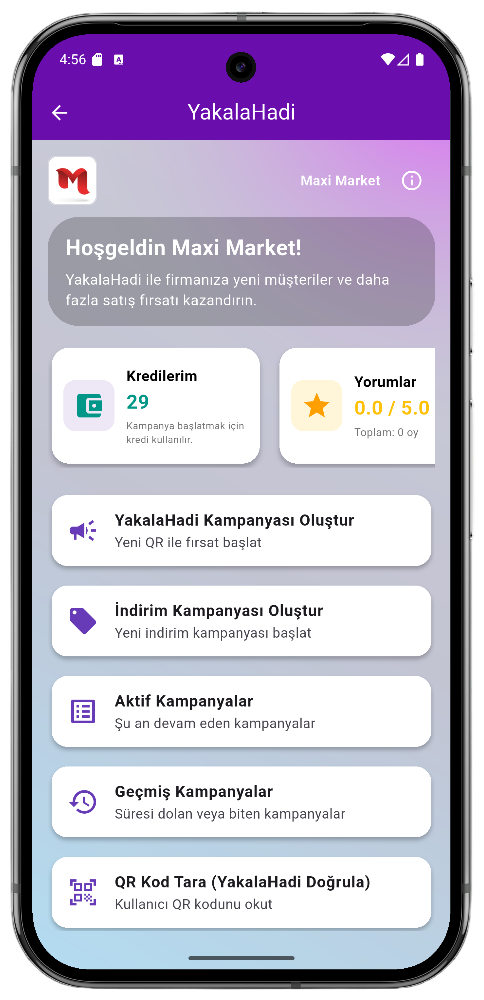 4:56
YakalaHadi
Maxi Market
Hoşgeldin Maxi Market!
YakalaHadi ile firmanıza yeni müşteriler ve daha
fazla satış fırsatı kazandırın.
Kredilerim
29
Kampanya başlatmak için
kredi kullanılır.
Yorumlar
0.0 / 5.0
Toplam: 0 oy
YakalaHadi Kampanyası Oluştur
Yeni QR ile fırsat başlat
İndirim Kampanyası Oluştur
Yeni indirim kampanyası başlat
Aktif Kampanyalar
Şu an devam eden kampanyalar
Geçmiş Kampanyalar
Süresi dolan veya biten kampanyalar
QR Kod Tara (YakalaHadi Doğrula)
Kullanıcı QR kodunu okut